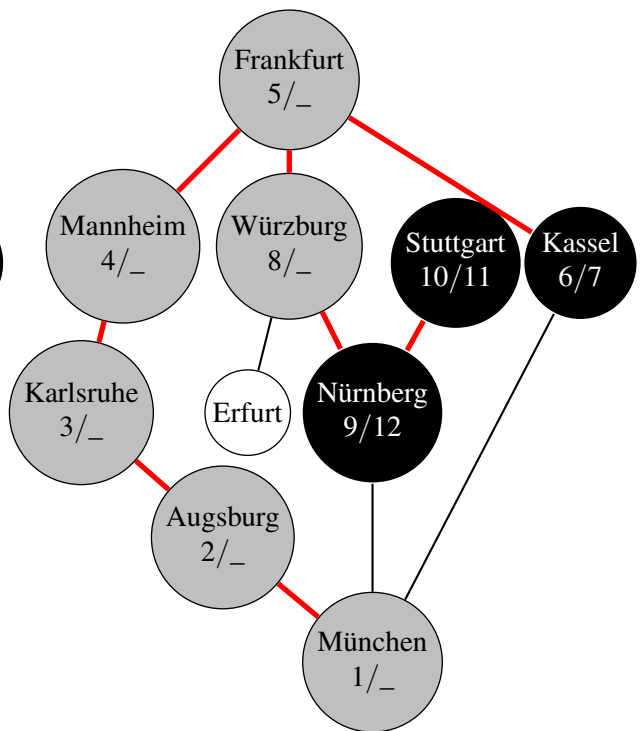 Frankfurt
5/_
Mannheim
4/_
Würzburg
8/_
Stuttgart
10/11
Kassel
6/7
Karlsruhe
3/_
Erfurt
Nürnberg
9/12
Augsburg
2/_
München
1/_